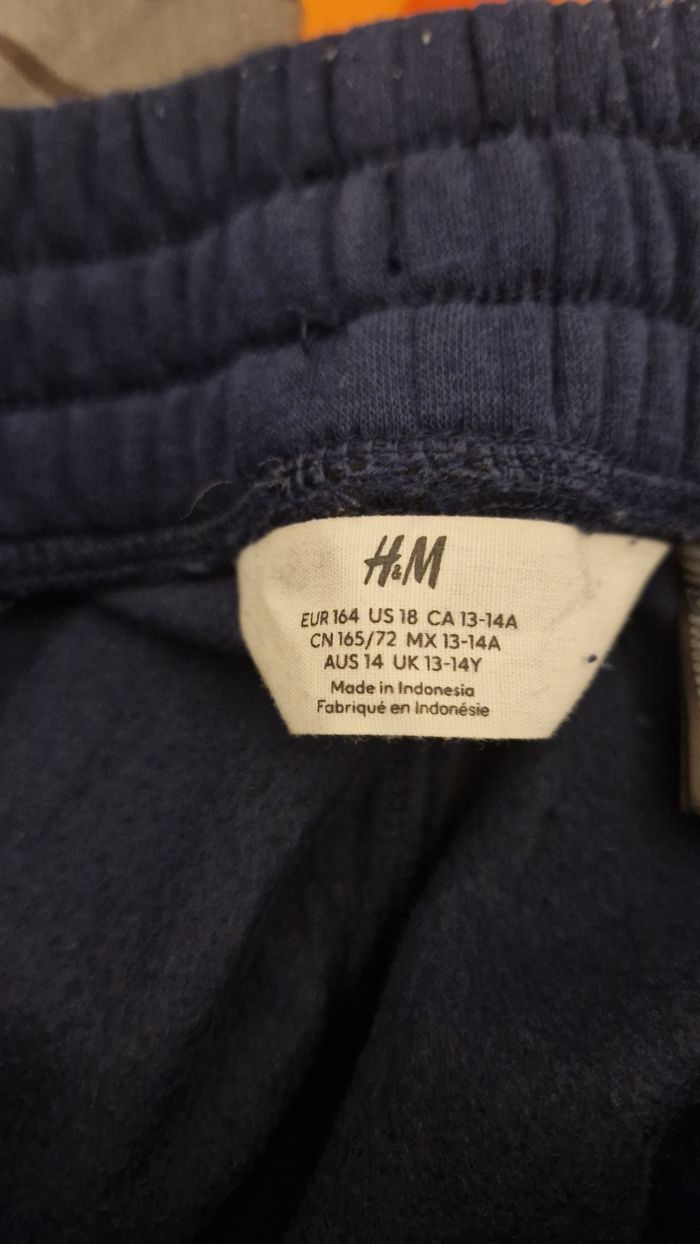 H&M
EUR 164 US 18 CA 13-14A
CN 165/72 MX 13-14A
AUS 14 UK 13-14Y
Made in Indonesia
Fabriqué en Indonésie